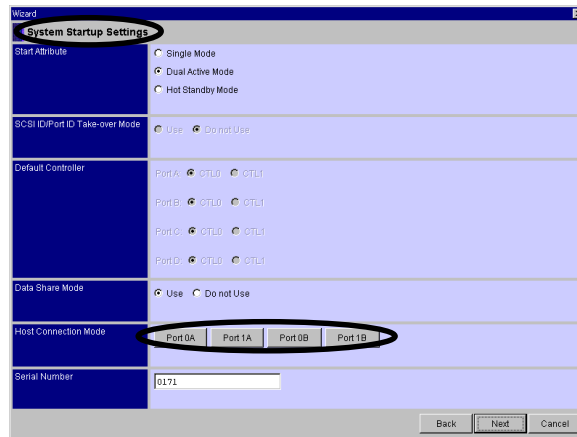 Wizard
System Startup Settings
Start Attribute
Single Mode
Dual Active Mode
Hot Standby Mode
SCSI ID/Port ID Take-over Mode
Use Do not Use
Default Controller
Port A: CTL0 CTL1
Port B: CTL0 CTL1
Port C: CTL0 CTL1
Port D: CTL0 CTL1
Data Share Mode
Use Do not Use
Host Connection Mode
Port 0A Port 1A Port 0B Port 1B
Serial Number
0171
Back Next Cancel